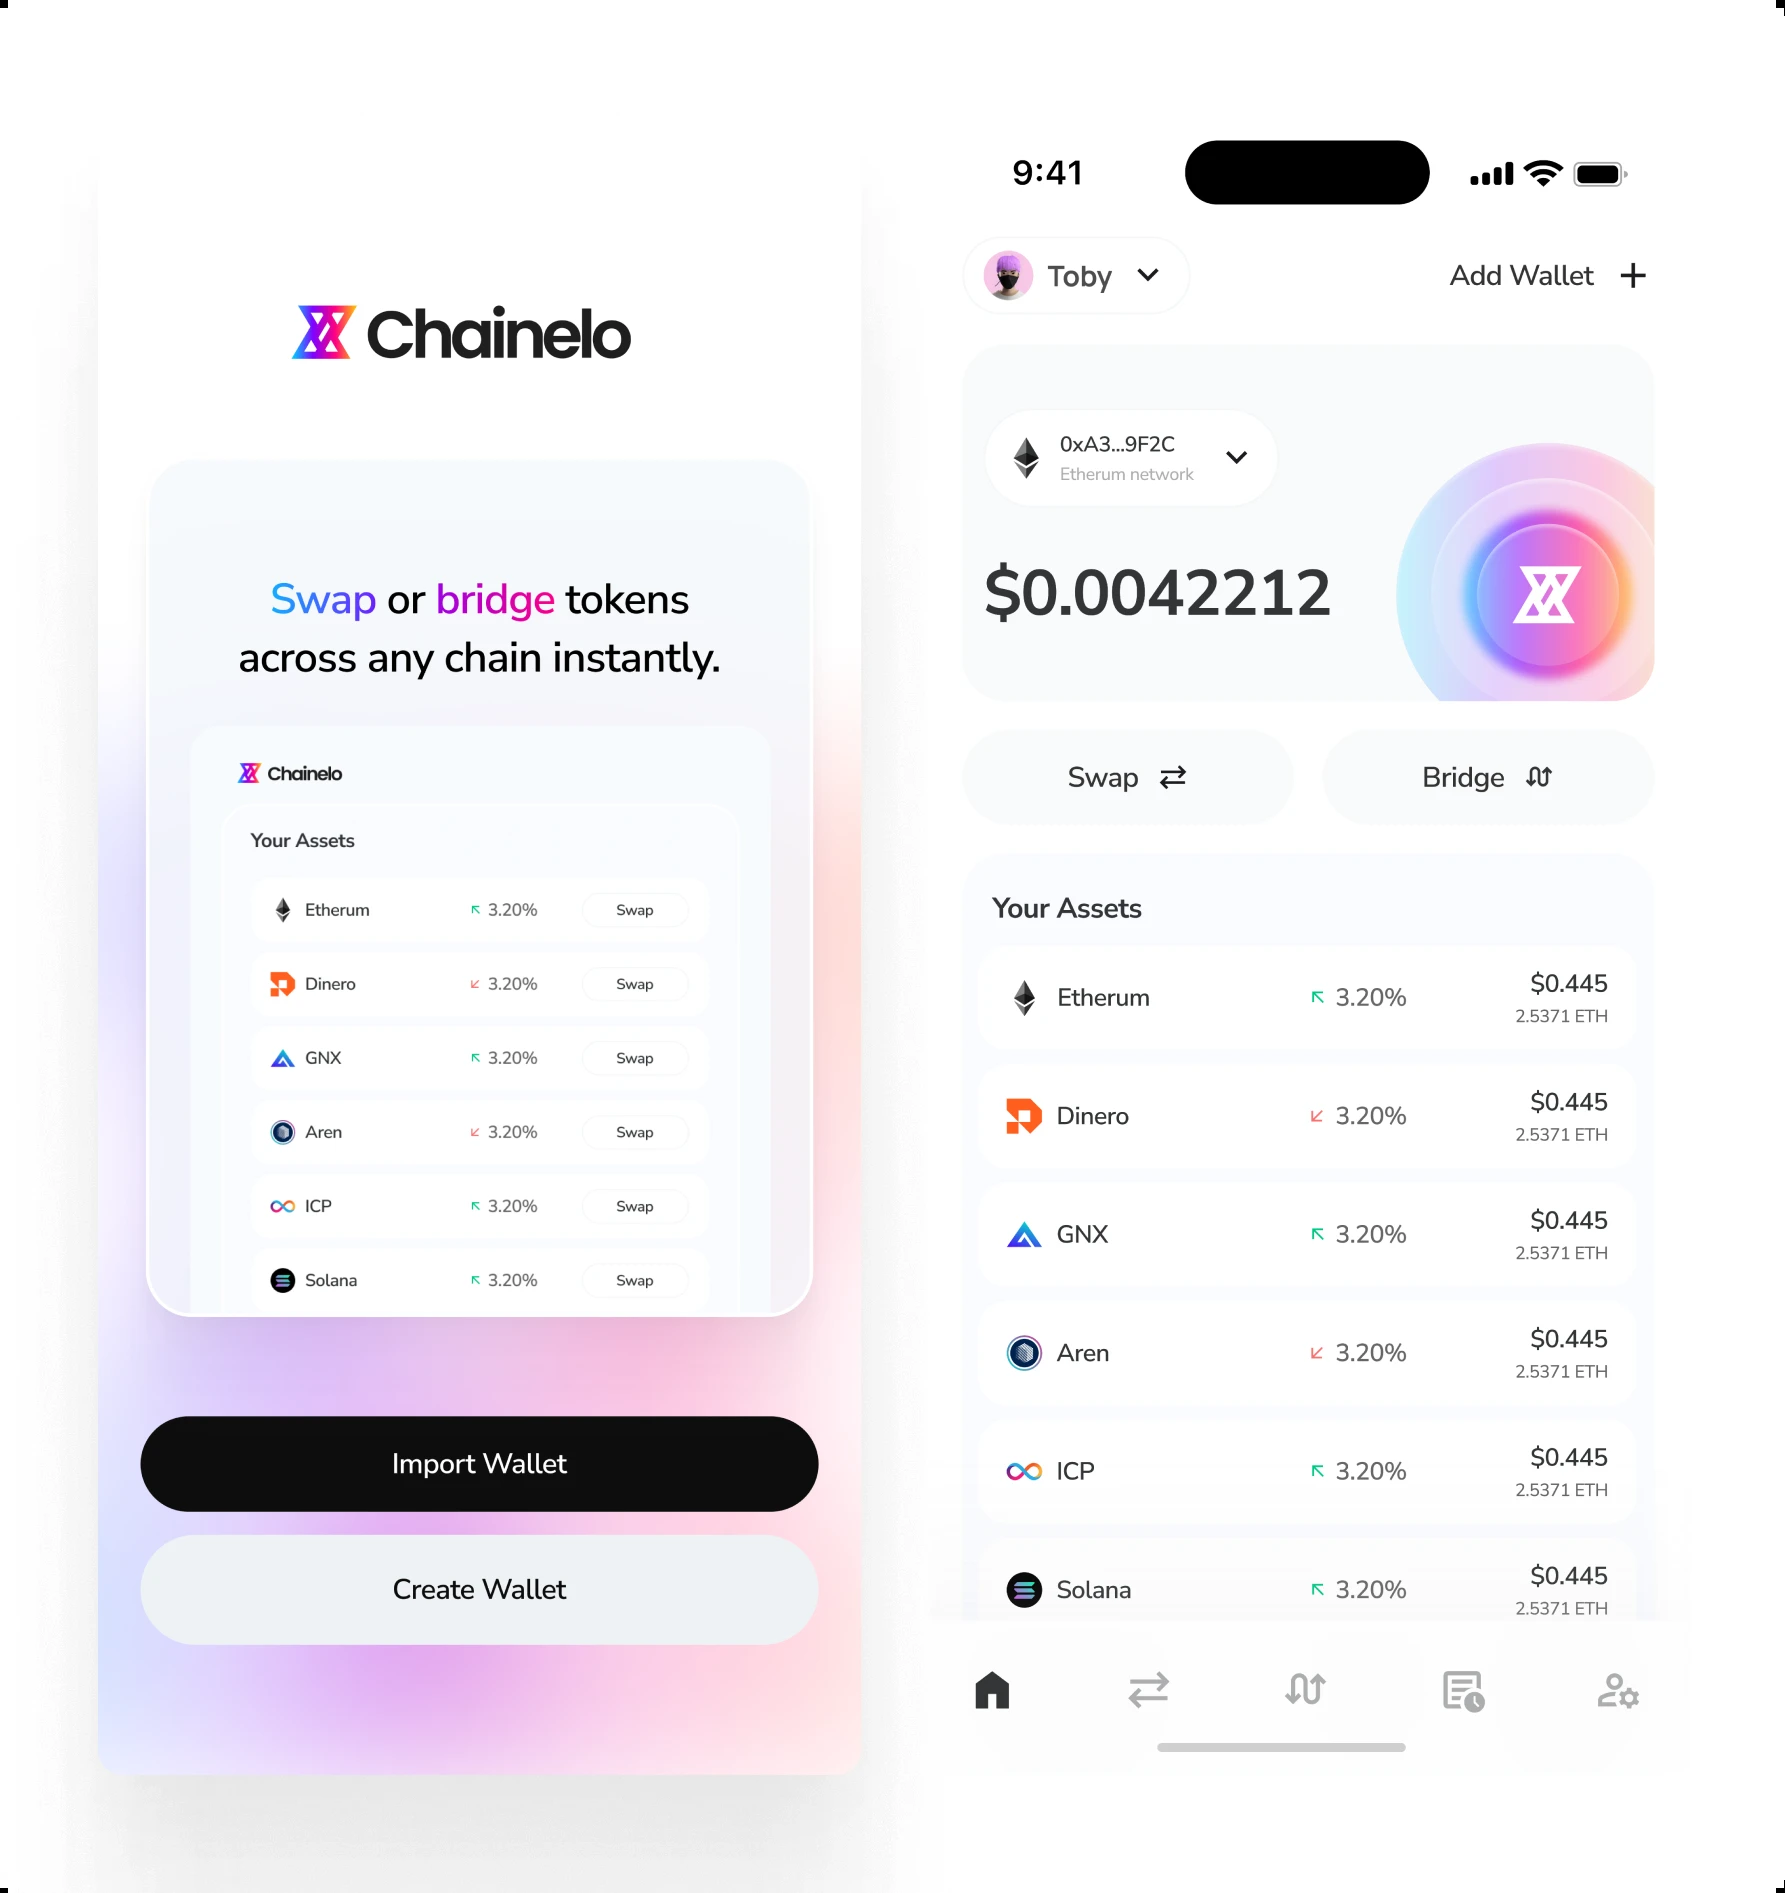 Chainelo
Swap or bridge tokens
across any chain instantly.
Chainelo
Your Assets
Etherum 3.20% Swap
Dinero 3.20% Swap
GNX 3.20% Swap
Aren 3.20% Swap
ICP 3.20% Swap
Solana 3.20% Swap
Import Wallet
Create Wallet
9:41
Toby
Add Wallet
0xA3...9F2C
Etherum network
$0.0042212
Swap
Bridge
Your Assets
Etherum 3.20% $0.445
2.5371 ETH
Dinero 3.20% $0.445
2.5371 ETH
GNX 3.20% $0.445
2.5371 ETH
Aren 3.20% $0.445
2.5371 ETH
ICP 3.20% $0.445
2.5371 ETH
Solana 3.20% $0.445
2.5371 ETH